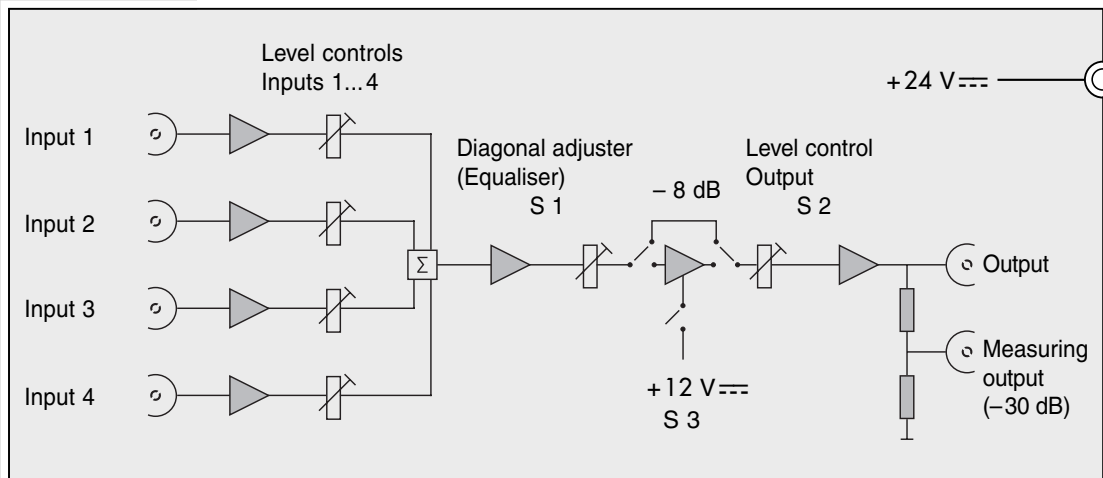 Level controls
Inputs 1...4
+24 V
Input 1
Diagonal adjuster
(Equaliser)
S 1
– 8 dB
Level control
Output
S 2
Input 2
Σ
Output
Input 3
Measuring
output
(–30 dB)
+12 V
S 3
Input 4